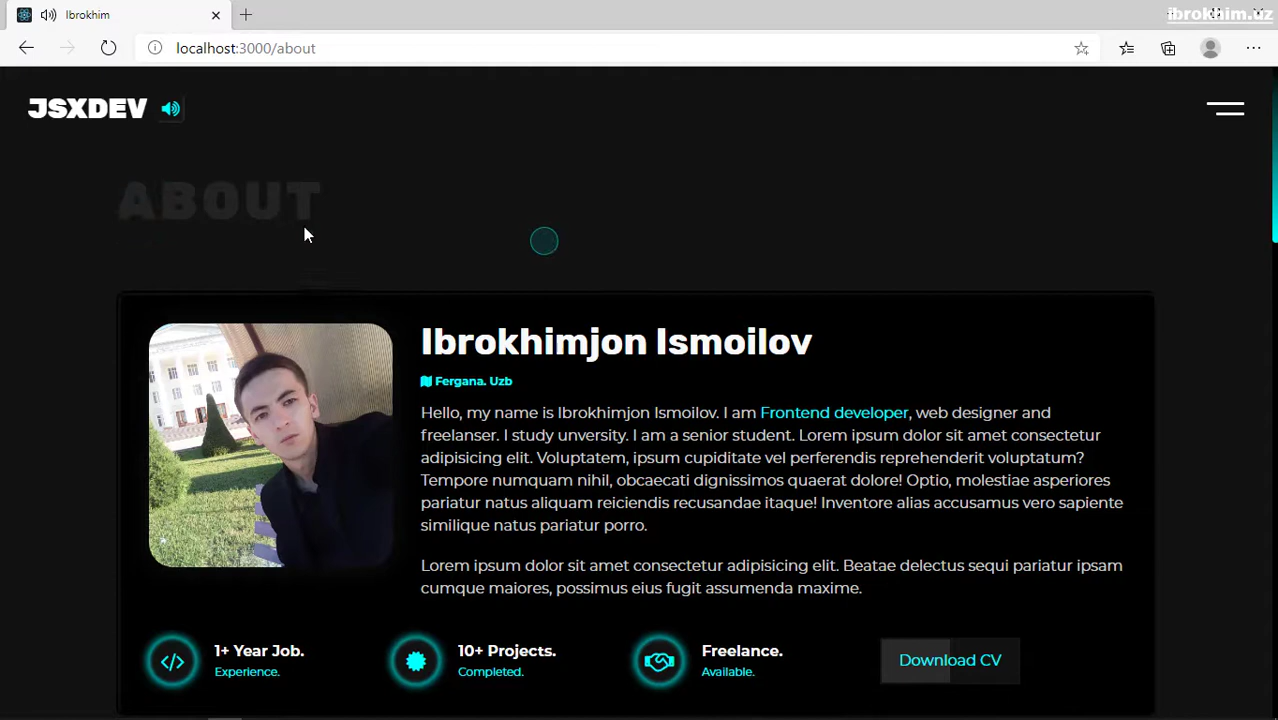 Ibrokhim
ibrokhim.uz
localhost:3000/about
JSXDEV
ABOUT
Ibrokhimjon Ismoilov
Fergana. Uzb
Hello, my name is Ibrokhimjon Ismoilov. I am Frontend developer, web designer and
freelanser. I study unversity. I am a senior student. Lorem ipsum dolor sit amet consectetur
adipisicing elit. Voluptatem, ipsum cupiditate vel perferendis reprehenderit voluptatum?
Tempore numquam nihil, obcaecati dignissimos quaerat dolore! Optio, molestiae asperiores
pariatur natus aliquam reiciendis recusandae itaque! Inventore alias accusamus vero sapiente
similique natus pariatur porro.
Lorem ipsum dolor sit amet consectetur adipisicing elit. Beatae delectus sequi pariatur ipsam
cumque maiores, possimus eius fugit assumenda maxime.
1+ Year Job.
Experience.
10+ Projects.
Completed.
Freelance.
Available.
Download CV